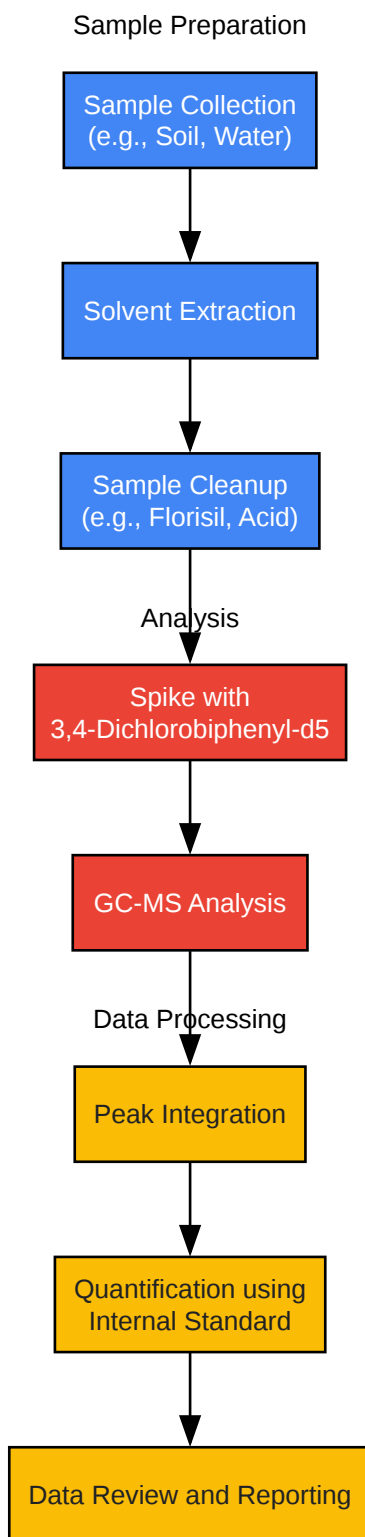 Sample Preparation
Sample Collection
(e.g., Soil, Water)
Solvent Extraction
Sample Cleanup
(e.g., Florisil, Acid)
Analysis
Spike with
3,4-Dichlorobiphenyl-d5
GC-MS Analysis
Data Processing
Peak Integration
Quantification using
Internal Standard
Data Review and Reporting